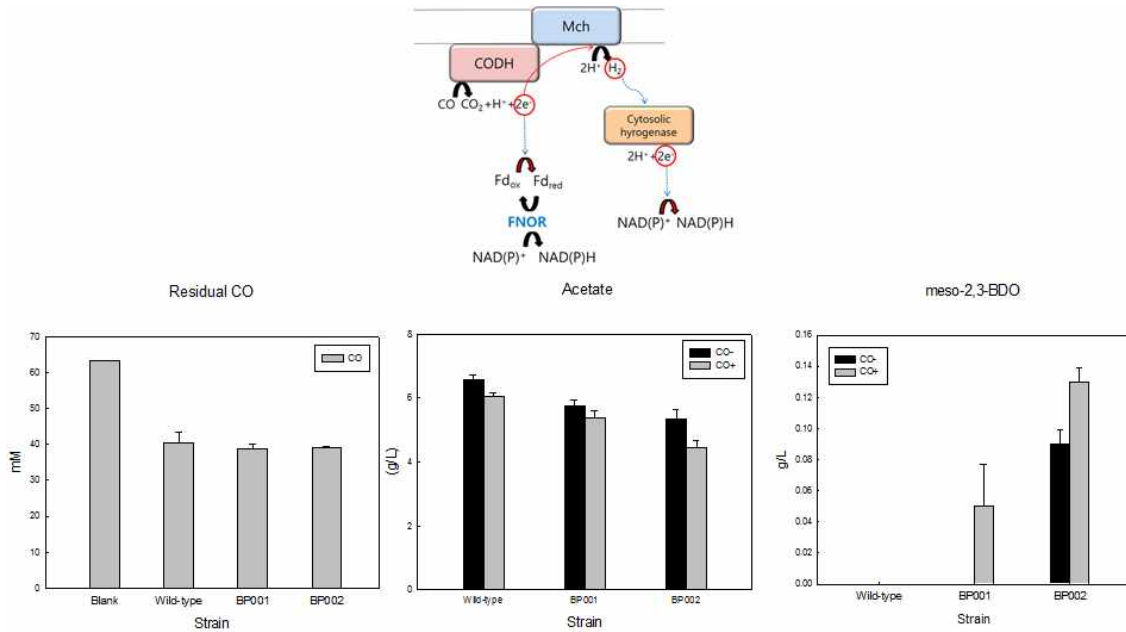 Mch
CODH
2H⁺ H₂
CO CO₂+H⁺+2e⁻
Cytosolic
hyrogenase
2H⁺+2e⁻
Fdox Fdred
FNOR
NAD(P)⁺ NAD(P)H
NAD(P)⁺ NAD(P)H
Residual CO
70
60
50
40
30
20
10
0
mM
CO
Blank Wild-type BP001 BP002
Strain
Acetate
8
6
4
2
0
(g/L)
CO-
CO+
Wild-type BP001 BP002
Strain
meso-2,3-BDO
0.16
0.14
0.12
0.10
0.08
0.06
0.04
0.02
0.00
g/L
CO-
CO+
Wild-type BP001 BP002
Strain